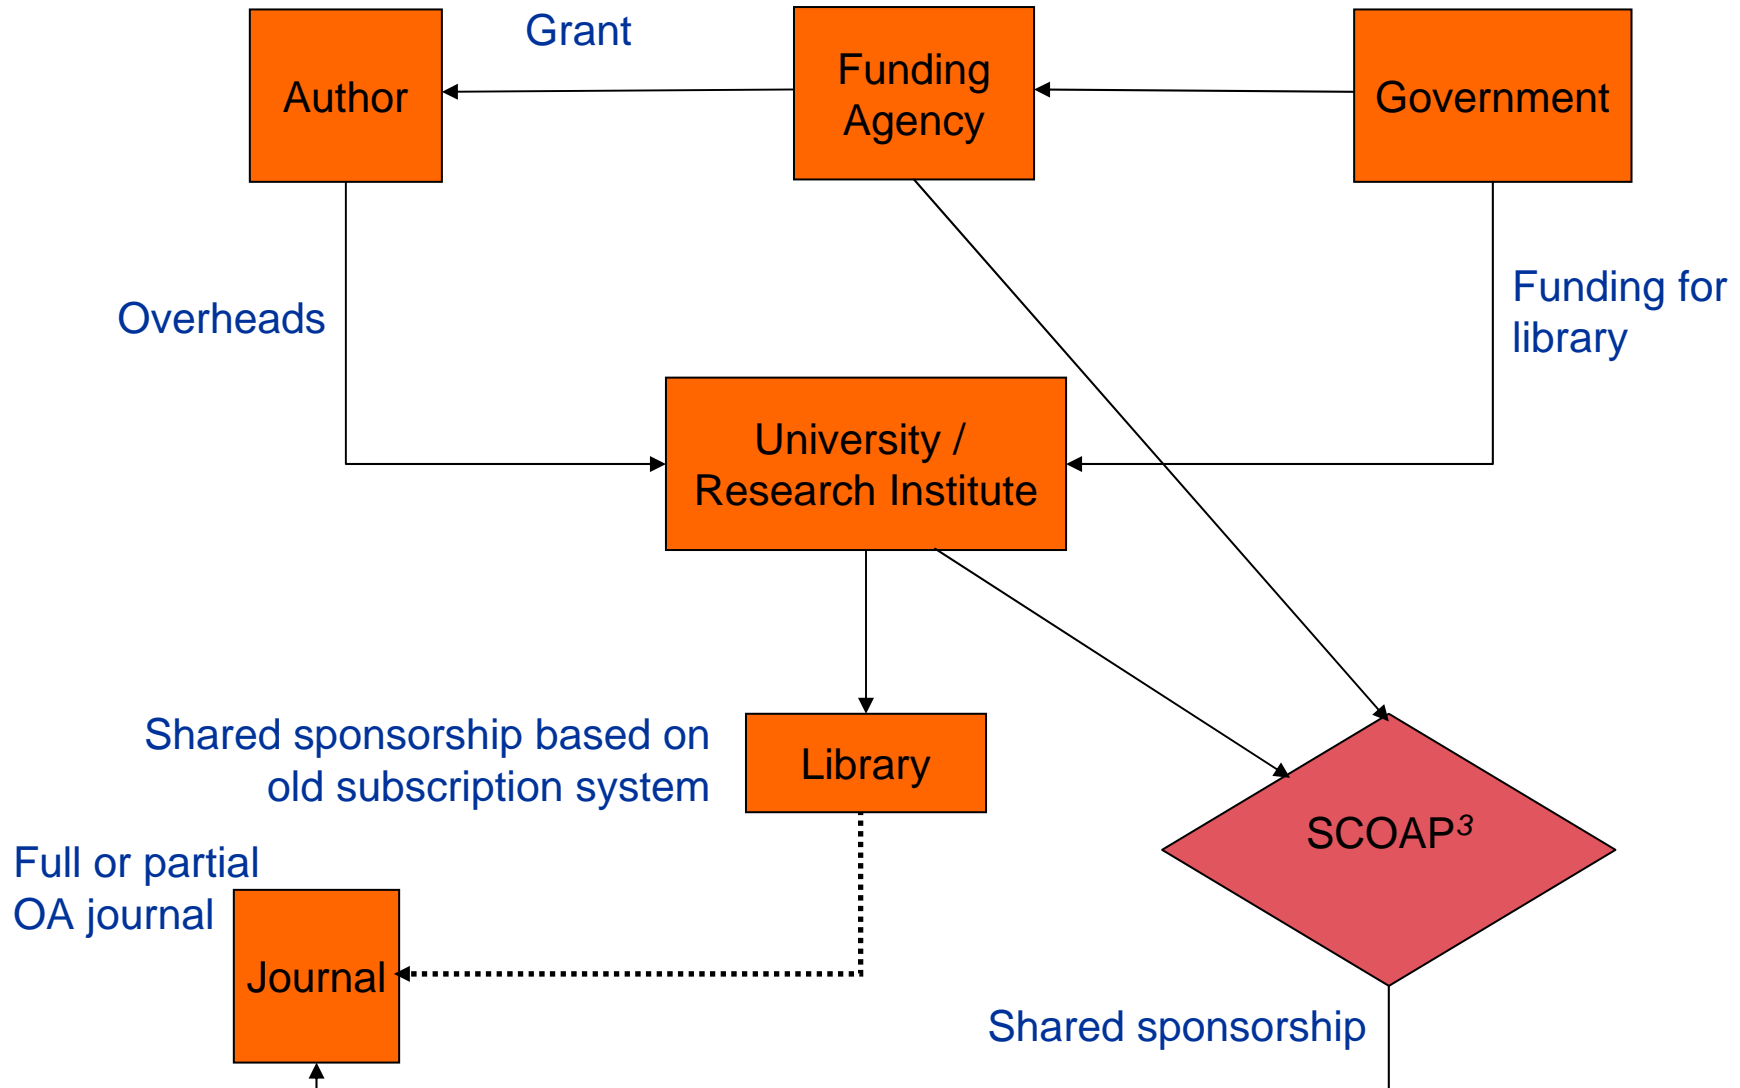 Grant
Author
Funding
Agency
Government
Overheads
Funding for
library
University /
Research Institute
Shared sponsorship based on
old subscription system
Library
SCOAP³
Full or partial
OA journal
Journal
Shared sponsorship